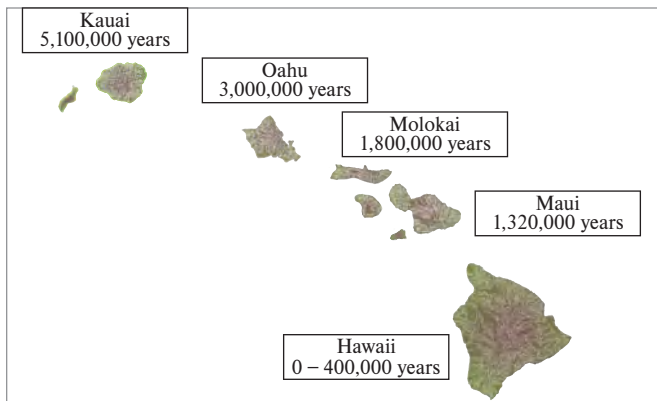 Kauai
5,100,000 years
Oahu
3,000,000 years
Molokai
1,800,000 years
Maui
1,320,000 years
Hawaii
0 – 400,000 years